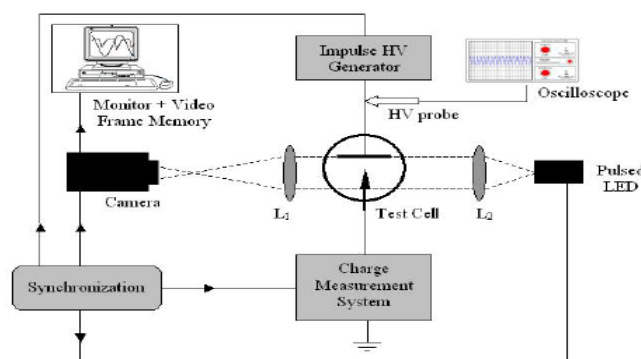 Impulse HV
Generator
Oscilloscope
Monitor + Video
Frame Memory
HV probe
Camera
L1
Test Cell
L2
Pulsed
LED
Synchronization
Charge
Measurement
System